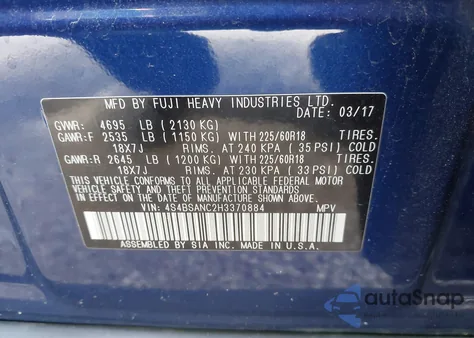 MFD BY FUJI HEAVY INDUSTRIES LTD.
DATE: 03/17
GVWR: 4695 LB (2130 KG)
GAWR:F 2535 LB (1150 KG) WITH 225/60R18 TIRES.
18X7J RIMS. AT 240 KPA (35 PSI) COLD
GAWR:R 2645 LB (1200 KG) WITH 225/60R18 TIRES.
18X7J RIMS. AT 230 KPA (33 PSI) COLD
THIS VEHICLE CONFORMS TO ALL APPLICABLE FEDERAL MOTOR
VEHICLE SAFETY AND BUMPER STANDARDS IN EFFECT ON THE
DATE OF MANUFACTURE SHOWN ABOVE.
VIN: 4S4BSANC2H3370884 MPV
ASSEMBLED BY SIA INC. MADE IN U.S.A.
autaSnap